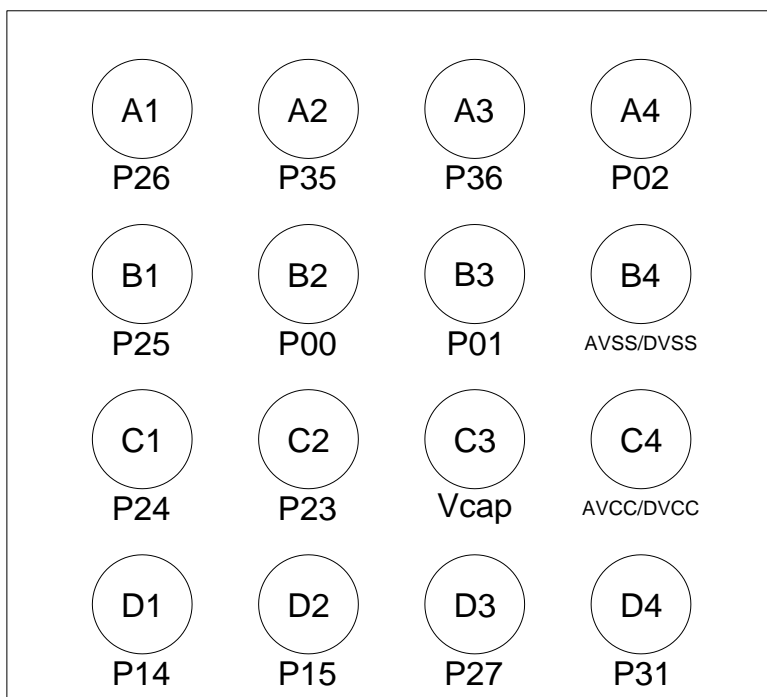 A1 A2 A3 A4
P26 P35 P36 P02
B1 B2 B3 B4
P25 P00 P01 AVSS/DVSS
C1 C2 C3 C4
P24 P23 Vcap AVCC/DVCC
D1 D2 D3 D4
P14 P15 P27 P31